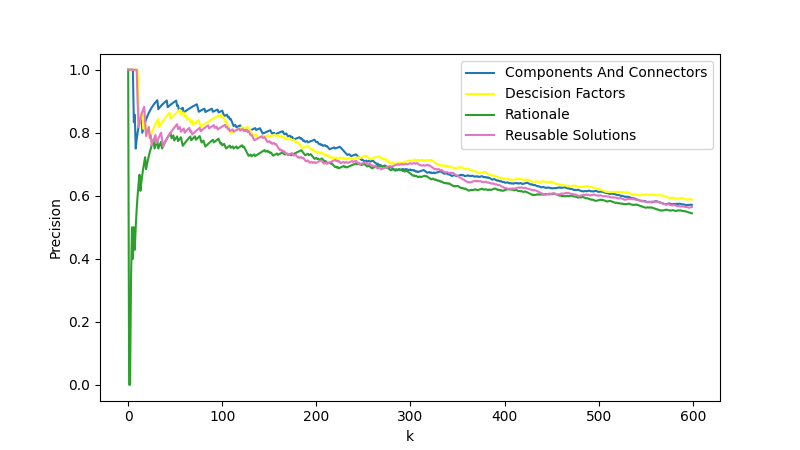 Components And Connectors
Descision Factors
Rationale
Reusable Solutions
1.0
0.8
0.6
0.4
0.2
0.0
Precision
0 100 200 300 400 500 600
k